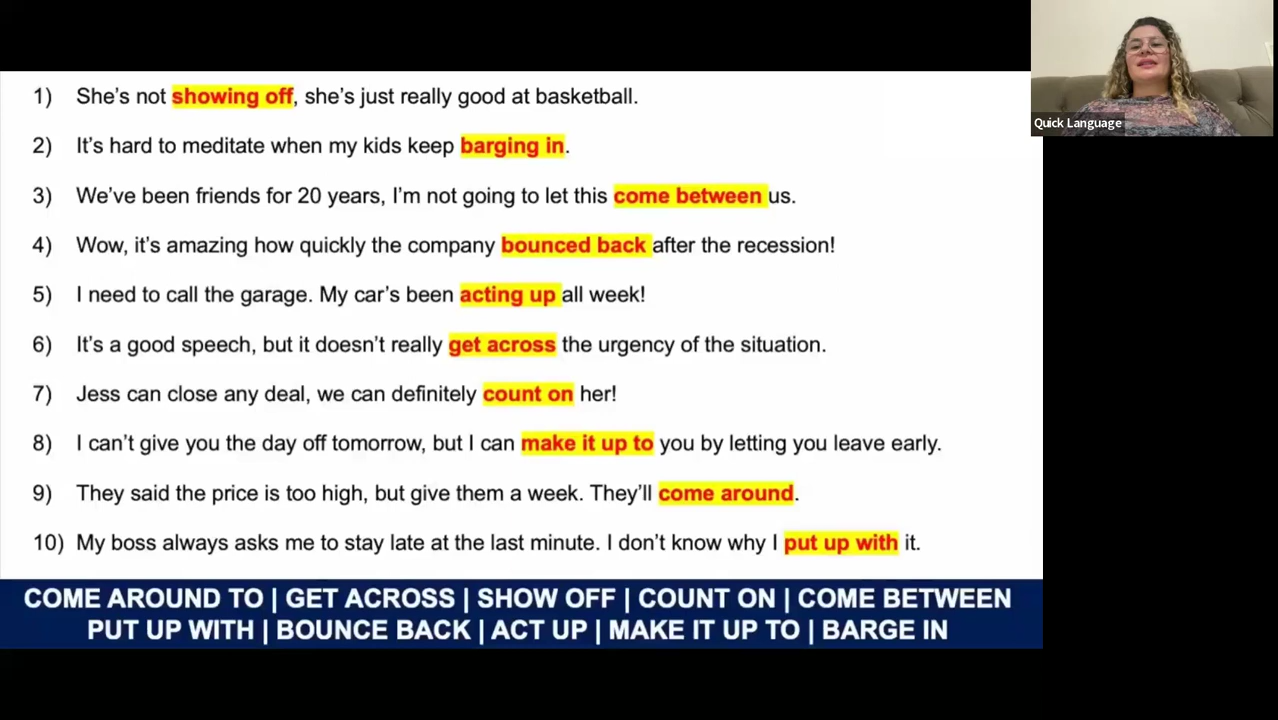 1) She's not showing off, she's just really good at basketball.
2) It's hard to meditate when my kids keep barging in.
3) We've been friends for 20 years, I'm not going to let this come between us.
4) Wow, it's amazing how quickly the company bounced back after the recession!
5) I need to call the garage. My car's been acting up all week!
6) It's a good speech, but it doesn't really get across the urgency of the situation.
7) Jess can close any deal, we can definitely count on her!
8) I can't give you the day off tomorrow, but I can make it up to you by letting you leave early.
9) They said the price is too high, but give them a week. They'll come around.
10) My boss always asks me to stay late at the last minute. I don't know why I put up with it.
COME AROUND TO | GET ACROSS | SHOW OFF | COUNT ON | COME BETWEEN
PUT UP WITH | BOUNCE BACK | ACT UP | MAKE IT UP TO | BARGE IN
Quick Language